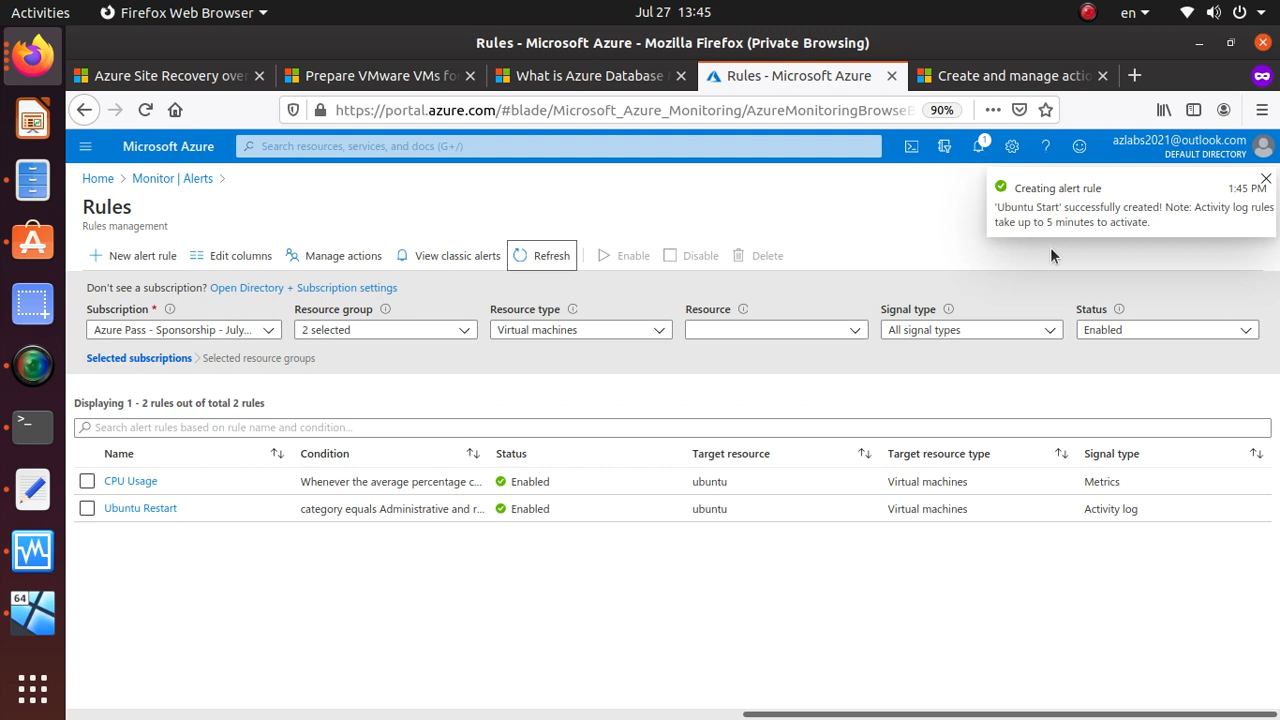 Activities
Firefox Web Browser
Jul 27 13:45
en
Rules - Microsoft Azure - Mozilla Firefox (Private Browsing)
Azure Site Recovery over
Prepare VMware VMs for
What is Azure Database
Rules - Microsoft Azure
Create and manage actio
https://portal.azure.com/#blade/Microsoft_Azure_Monitoring/AzureMonitoringBrowseB
90%
Microsoft Azure
Search resources, services, and docs (G+/)
1
azlabs2021@outlook.com
DEFAULT DIRECTORY
Home > Monitor | Alerts >
Rules
Rules management
Creating alert rule
1:45 PM
'Ubuntu Start' successfully created! Note: Activity log rules
take up to 5 minutes to activate.
New alert rule
Edit columns
Manage actions
View classic alerts
Refresh
Enable
Disable
Delete
Don't see a subscription? Open Directory + Subscription settings
Subscription *
Resource group
Resource type
Resource
Signal type
Status
Azure Pass - Sponsorship - July...
2 selected
Virtual machines
All signal types
Enabled
Selected subscriptions > Selected resource groups
Displaying 1 - 2 rules out of total 2 rules
Search alert rules based on rule name and condition...
Name
Condition
Status
Target resource
Target resource type
Signal type
CPU Usage
Whenever the average percentage c...
Enabled
ubuntu
Virtual machines
Metrics
Ubuntu Restart
category equals Administrative and r...
Enabled
ubuntu
Virtual machines
Activity log
64